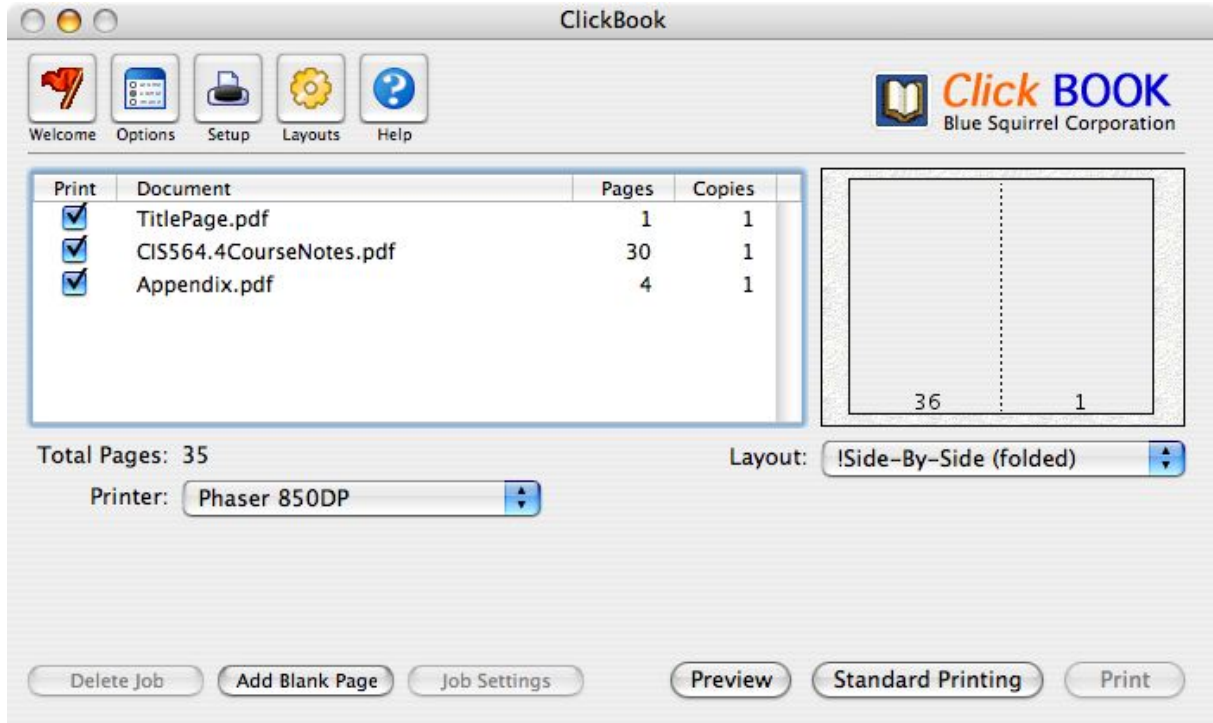 ClickBook
Welcome Options Setup Layouts Help
Click BOOK
Blue Squirrel Corporation
Print Document Pages Copies
TitlePage.pdf 1 1
CIS564.4CourseNotes.pdf 30 1
Appendix.pdf 4 1
36 1
Total Pages: 35
Layout: !Side-By-Side (folded)
Printer: Phaser 850DP
Delete Job Add Blank Page Job Settings Preview Standard Printing Print